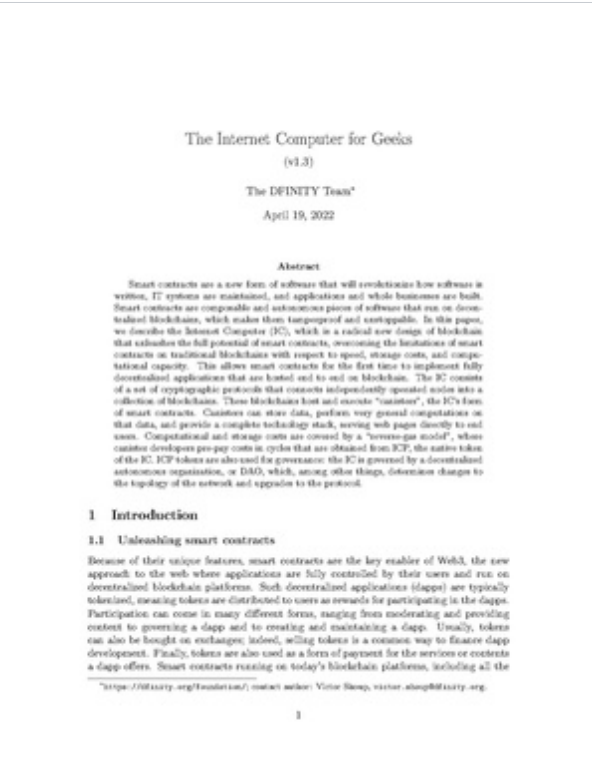 The Internet Computer for Geeks
(v1.3)
The DFINITY Team*
April 19, 2022
Abstract
Smart contracts are a new form of software that will revolutionize how software is
written, IT systems are maintained, and applications and whole businesses are built.
Smart contracts are composable and autonomous pieces of software that run on decen-
tralized blockchains, which makes them tamperproof and unstoppable. In this paper,
we describe the Internet Computer (IC), which is a radical new design of blockchain
that unleashes the full potential of smart contracts, overcoming the limitations of smart
contracts on traditional blockchains with respect to speed, storage costs, and compu-
tational capacity. This allows smart contracts for the first time to implement fully
decentralized applications that are hosted end to end on blockchain. The IC consists
of a set of cryptographic protocols that connects independently operated nodes into a
collection of blockchains. These blockchains host and execute "canisters", the IC's form
of smart contracts. Canisters can store data, perform very general computations on
that data, and provide a complete technology stack, serving web pages directly to end
users. Computational and storage costs are covered by a "reverse-gas model", where
canister developers pre-pay costs in cycles that are obtained from ICP, the native token
of the IC. ICP tokens are also used for governance: the IC is governed by a decentralized
autonomous organization, or DAO, which, among other things, determines changes to
the topology of the network and upgrades to the protocol.
1 Introduction
1.1 Unleashing smart contracts
Because of their unique features, smart contracts are the key enabler of Web3, the new
approach to the web where applications are fully controlled by their users and run on
decentralized blockchain platforms. Such decentralized applications (dapps) are typically
tokenized, meaning tokens are distributed to users as rewards for participating in the dapps.
Participation can come in many different forms, ranging from moderating and providing
content to governing a dapp and to creating and maintaining a dapp. Usually, tokens
can also be bought on exchanges; indeed, selling tokens is a common way to finance dapp
development. Finally, tokens are also used as a form of payment for the services or contents
a dapp offers. Smart contracts running on today's blockchain platforms, including all the
*https://dfinity.org/foundation/; contact author: Victor Shoup, victor.shoup@dfinity.org.
1